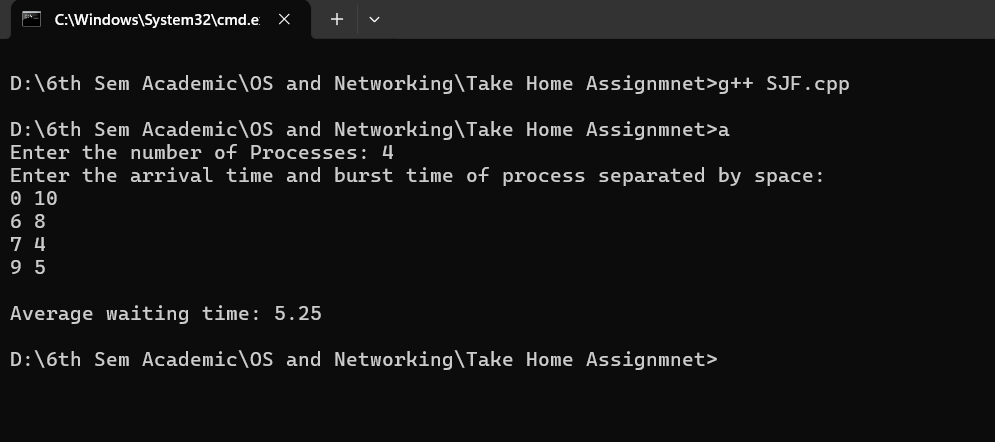 C:\Windows\System32\cmd.e
D:\6th Sem Academic\OS and Networking\Take Home Assignmnet>g++ SJF.cpp
D:\6th Sem Academic\OS and Networking\Take Home Assignmnet>a
Enter the number of Processes: 4
Enter the arrival time and burst time of process separated by space:
0 10
6 8
7 4
9 5
Average waiting time: 5.25
D:\6th Sem Academic\OS and Networking\Take Home Assignmnet>